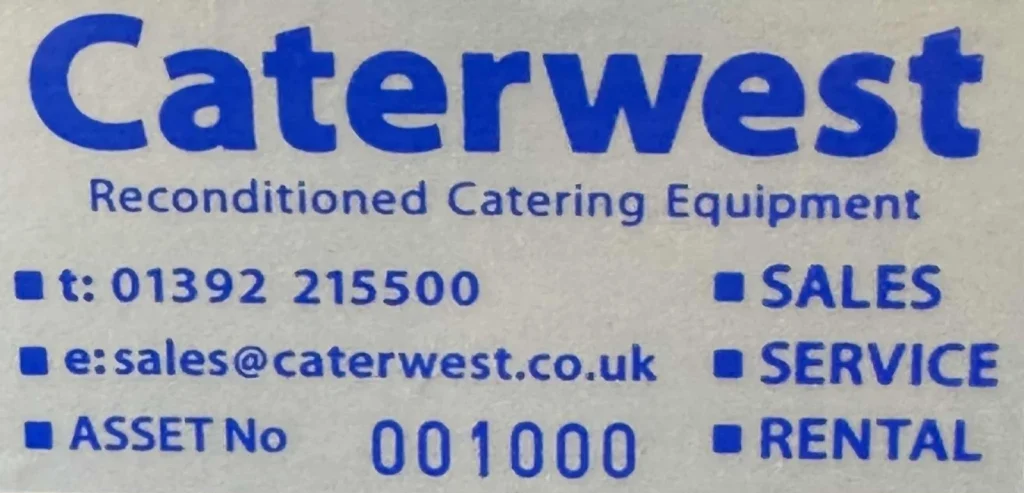 Caterwest
Reconditioned Catering Equipment
t: 01392 215500
SALES
e: sales@caterwest.co.uk
SERVICE
ASSET No 001000
RENTAL